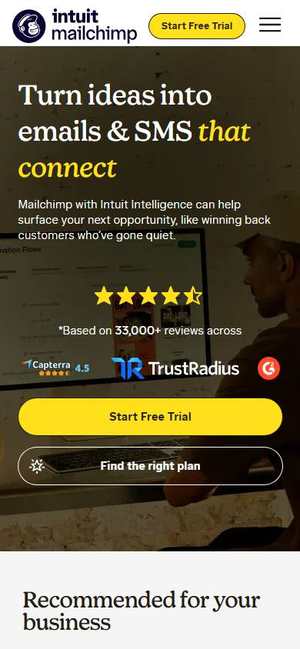 intuit
mailchimp
Start Free Trial
Turn ideas into
emails & SMS that
connect
Mailchimp with Intuit Intelligence can help
surface your next opportunity, like winning back
customers who've gone quiet.
*Based on 33,000+ reviews across
Capterra
4.5
TrustRadius
G
Start Free Trial
Find the right plan
Recommended for your
business